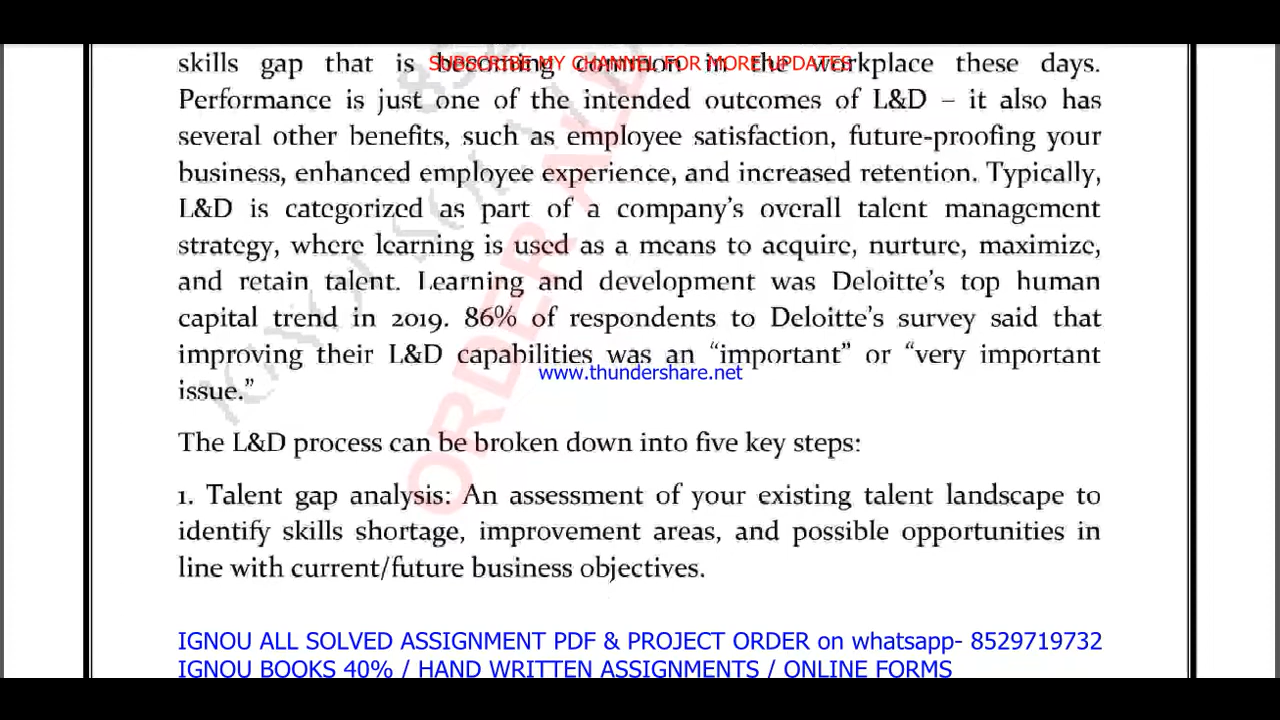 SUBSCRIBE MY CHANNEL FOR MORE UPDATES
skills gap that is becoming common in the workplace these days.
Performance is just one of the intended outcomes of L&D – it also has
several other benefits, such as employee satisfaction, future-proofing your
business, enhanced employee experience, and increased retention. Typically,
L&D is categorized as part of a company's overall talent management
strategy, where learning is used as a means to acquire, nurture, maximize,
and retain talent. Learning and development was Deloitte's top human
capital trend in 2019. 86% of respondents to Deloitte's survey said that
improving their L&D capabilities was an “important” or “very important
www.thundershare.net
issue.”
The L&D process can be broken down into five key steps:
1. Talent gap analysis: An assessment of your existing talent landscape to
identify skills shortage, improvement areas, and possible opportunities in
line with current/future business objectives.
IGNOU ALL SOLVED ASSIGNMENT PDF & PROJECT ORDER on whatsapp- 8529719732
IGNOU BOOKS 40% / HAND WRITTEN ASSIGNMENTS / ONLINE FORMS
ORDER